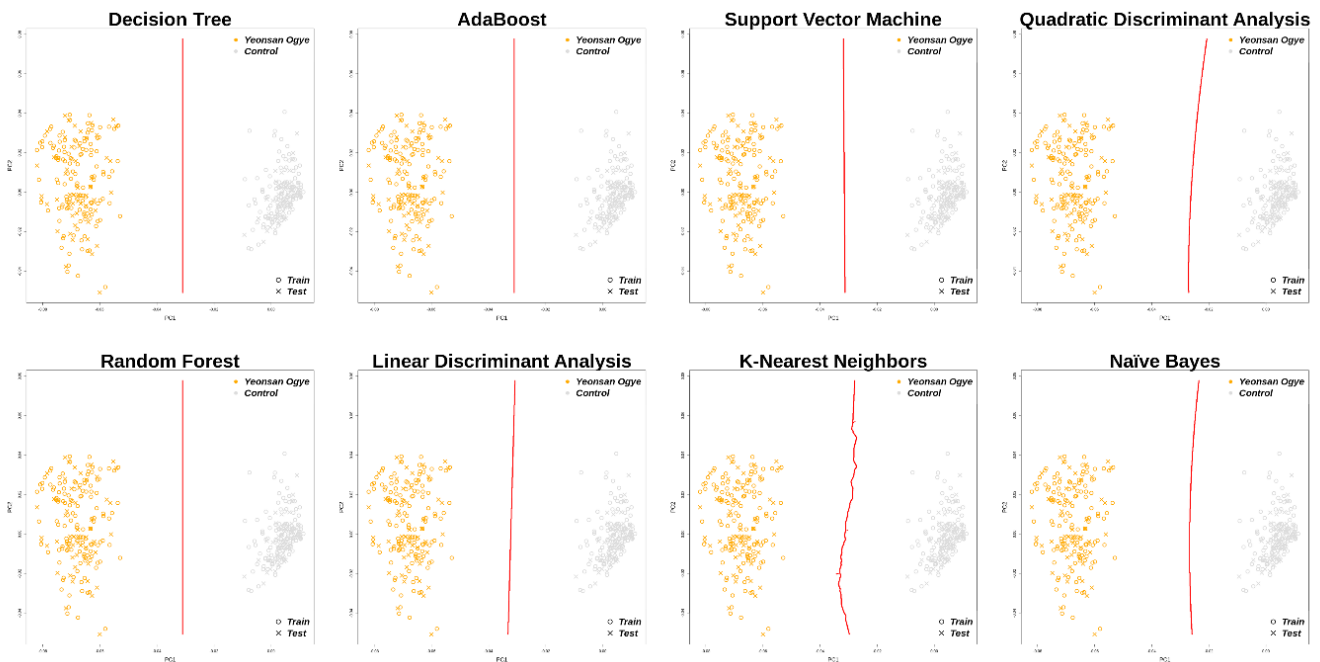 Decision Tree
Yeonsan Ogye
Control
PC2
Train
Test
PC1
AdaBoost
Yeonsan Ogye
Control
PC2
Train
Test
PC1
Support Vector Machine
Yeonsan Ogye
Control
PC2
Train
Test
PC1
Quadratic Discriminant Analysis
Yeonsan Ogye
Control
PC2
Train
Test
PC1
Random Forest
Yeonsan Ogye
Control
PC2
Train
Test
PC1
Linear Discriminant Analysis
Yeonsan Ogye
Control
PC2
Train
Test
PC1
K-Nearest Neighbors
Yeonsan Ogye
Control
PC2
Train
Test
PC1
Naïve Bayes
Yeonsan Ogye
Control
PC2
Train
Test
PC1